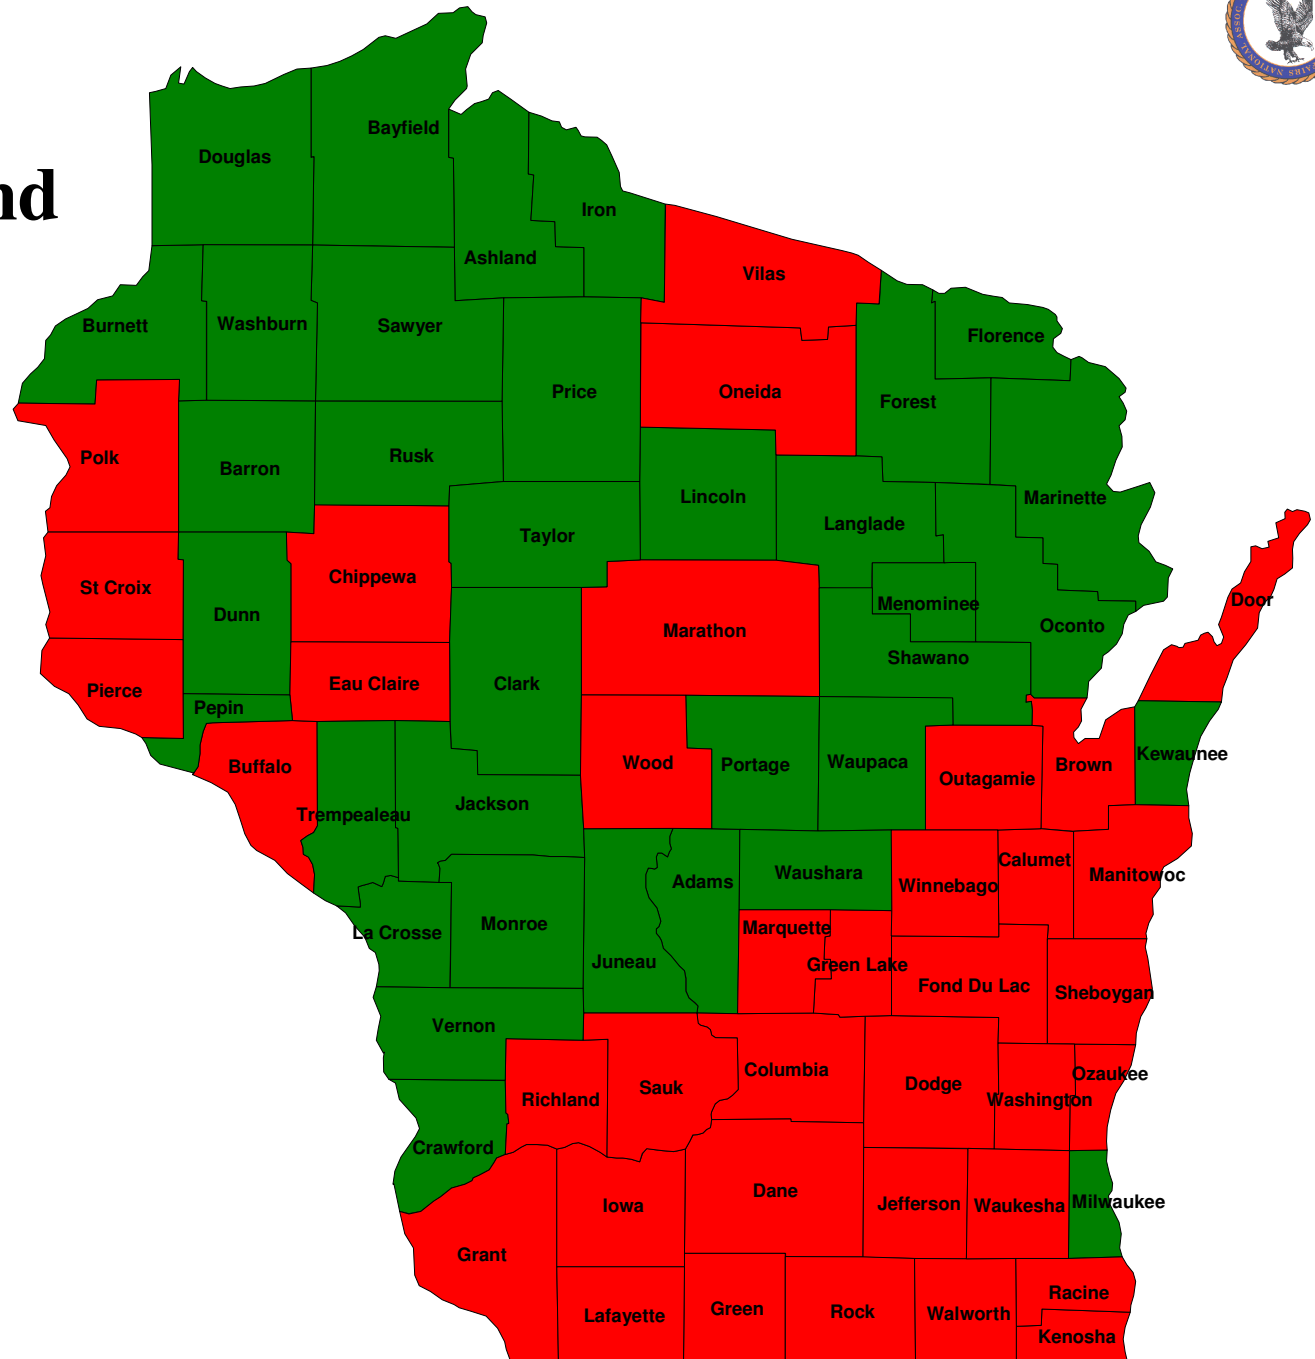 Bayfield
Douglas
nd
Iron
Ashland
Vilas
Burnett
Washburn
Sawyer
Florence
Price
Oneida
Forest
Polk
Barron
Rusk
Lincoln
Marinette
Langlade
Taylor
Chippewa
St Croix
Door
Menominee
Dunn
Oconto
Marathon
Shawano
Eau Claire
Clark
Pierce
Pepin
Kewaunee
Wood
Waupaca
Portage
Brown
Buffalo
Outagamie
Jackson
Trempealeau
Calumet
Waushara
Manitowoc
Adams
Winnebago
Monroe
Marquette
La Crosse
Juneau
Green Lake
Fond Du Lac
Sheboygan
Vernon
Columbia
Ozaukee
Dodge
Sauk
Richland
Washington
Crawford
Dane
Milwaukee
Jefferson
Waukesha
Iowa
Grant
Racine
Green
Rock
Walworth
Lafayette
Kenosha
AIRS NATIONAL ASSOC